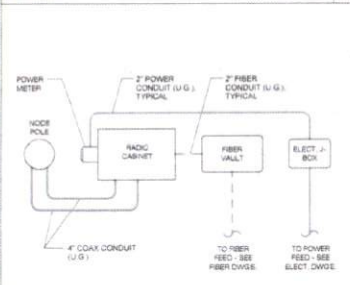 2" POWER
CONDUIT (U.G.).
TYPICAL
2" FIBER
CONDUIT (U.G.).
TYPICAL
POWER
METER
NODE
POLE
RADIO
CABINET
FIBER
VAULT
ELECT. J-
BOX
4" COAX CONDUIT
(U.G.)
TO FIBER
FEED - SEE
FIBER DWGS.
TO POWER
FEED - SEE
ELECT. DWGS.